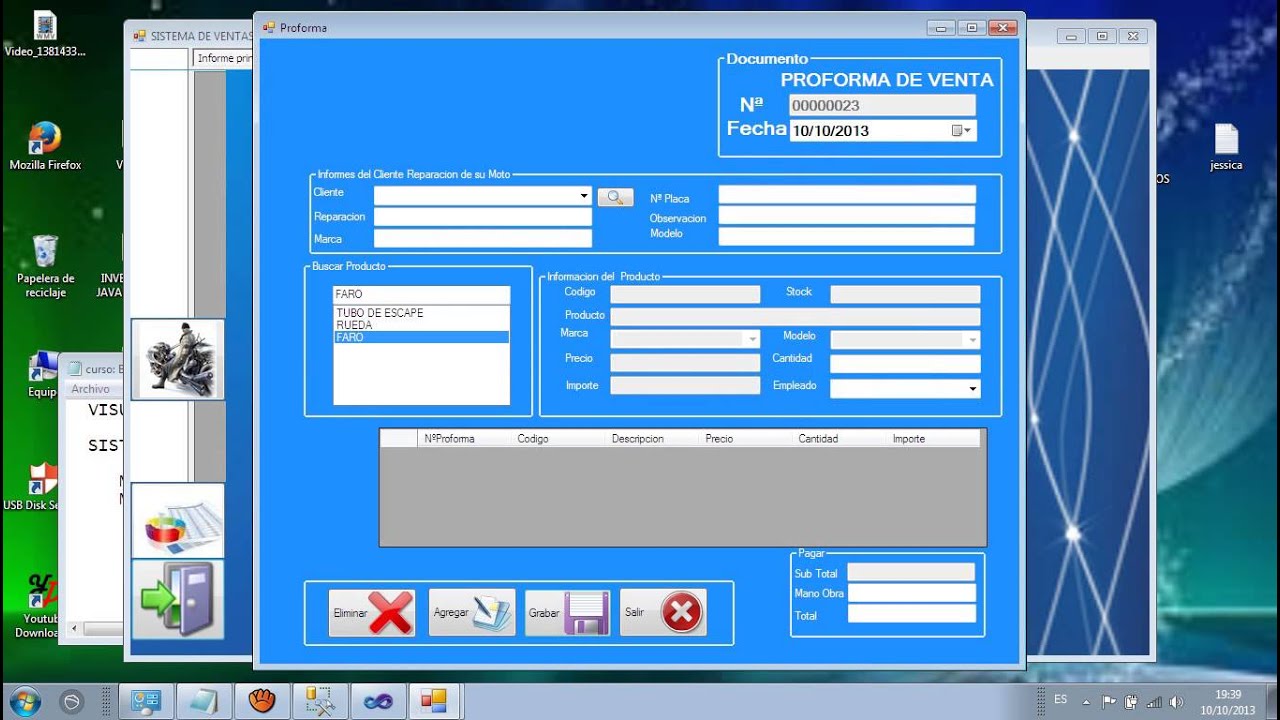 Video_1381433...
Mozilla Firefox
Papelera de
reciclaje
INVE
JAVA
Equip
USB Disk Se
Youtub
Downloa
jessica
OS
curso: B
Archivo
VISU
SIST
SISTEMA DE VENTAS
Informe prin
Proforma
Documento
PROFORMA DE VENTA
Nª
00000023
Fecha
10/10/2013
Informes del Cliente Reparacion de su Moto
Cliente
Nª Placa
Reparacion
Observacion
Marca
Modelo
Buscar Producto
FARO
TUBO DE ESCAPE
RUEDA
FARO
Informacion del Producto
Codigo
Stock
Producto
Marca
Modelo
Precio
Cantidad
Importe
Empleado
NºProforma Codigo Descripcion Precio Cantidad Importe
Pagar
Sub Total
Mano Obra
Total
Eliminar
Agregar
Grabar
Salir
ES
19:39
10/10/2013